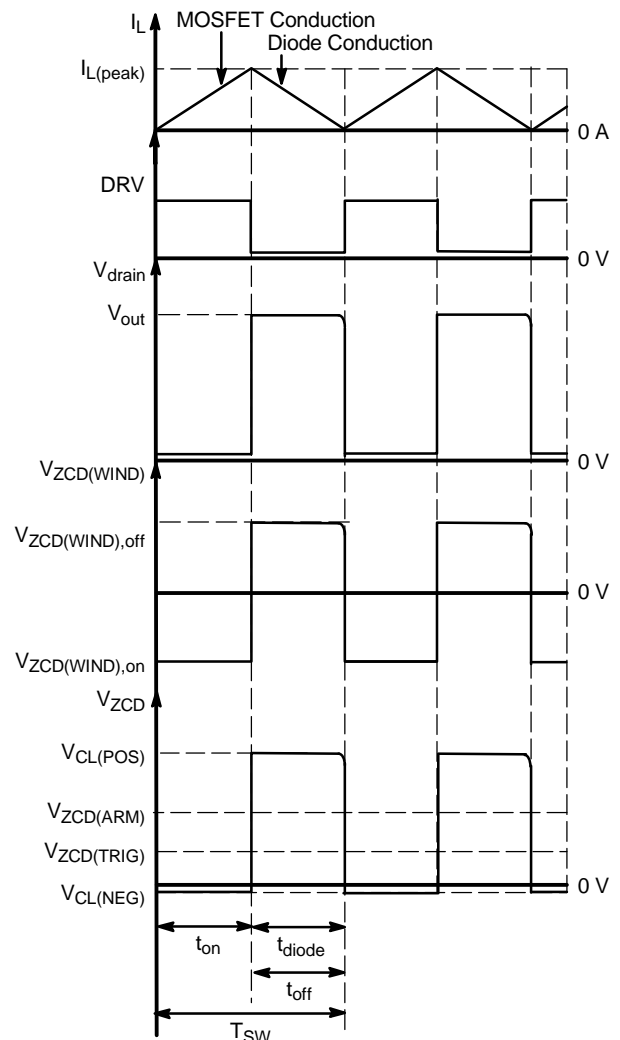 MOSFET Conduction
I_L
Diode Conduction
I_L(peak)
0 A
DRV
0 V
V_drain
V_out
0 V
V_ZCD(WIND)
V_ZCD(WIND),off
0 V
V_ZCD(WIND),on
V_ZCD
V_CL(POS)
V_ZCD(ARM)
V_ZCD(TRIG)
0 V
V_CL(NEG)
t_on
t_diode
t_off
T_SW